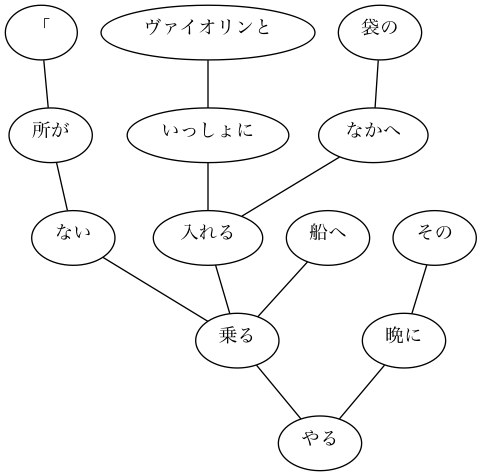 「
ヴァイオリンと
袋の
所が
いっしょに
なかへ
ない
入れる
船へ
その
乗る
晩に
やる